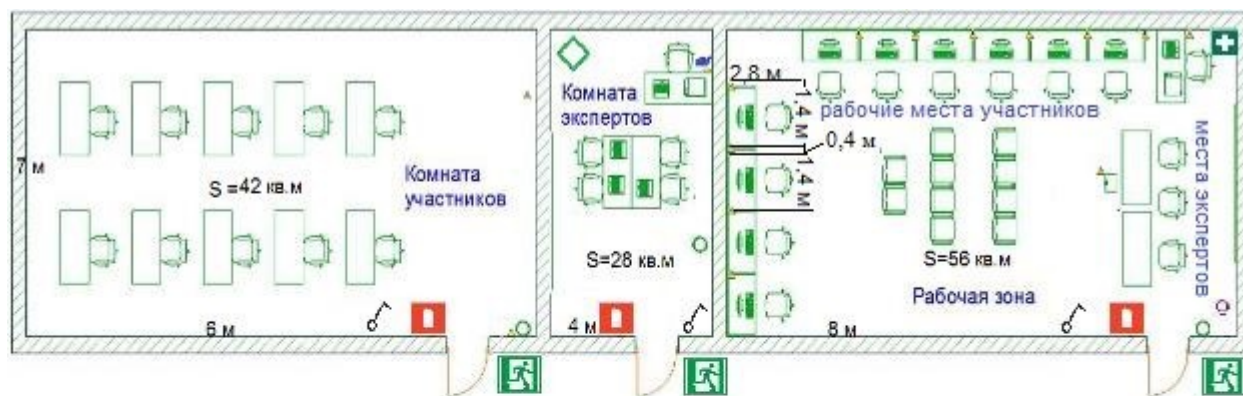 7 м
S =42 кв.м
Комната
участников
6 м
Комната
экспертов
S=28 кв.м
4 м
2,8 м
1,4 м
0,4 м
1,4 м
рабочие места участников
места экспертов
S=56 кв.м
Рабочая зона
8 м